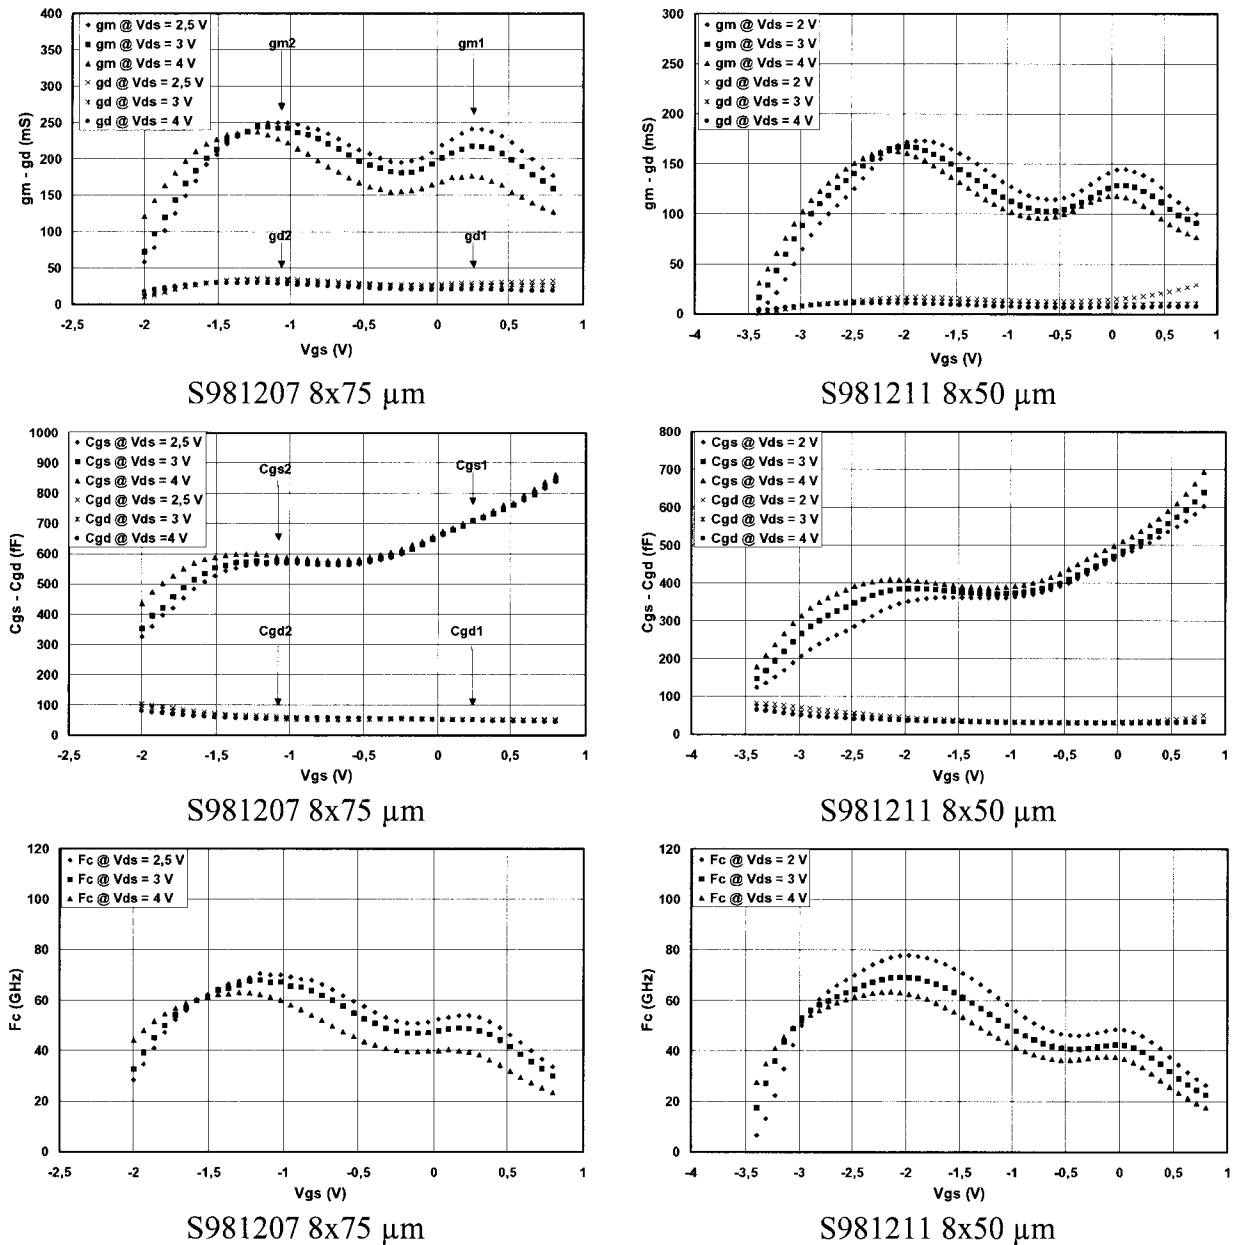 400
350
300
250
200
150
100
50
0
gm - gd (mS)
gm @ Vds = 2,5 V
gm @ Vds = 3 V
gm @ Vds = 4 V
gd @ Vds = 2,5V
gd @ Vds = 3 V
gd @ Vds = 4V
gm2
gm1
gd2
gd1
-2,5 -2 -1,5 -1 -0,5 0 0,5 1
Vgs (V)
S981207 8x75 µm
300
250
200
150
100
50
0
gm - gd (mS)
gm @ Vds = 2 V
gm @ Vds = 3 V
gm @ Vds = 4 V
gd @ Vds = 2 V
gd @ Vds = 3 V
gd @ Vds = 4V
-4 -3,5 -3 -2,5 -2 -1,5 -1 -0,5 0 0,5 1
Vgs (V)
S981211 8x50 µm
1000
900
800
700
600
500
400
300
200
100
0
Cgs - Cgd (fF)
Cgs @ Vds = 2,5 V
Cgs @ Vds = 3 V
Cgs @ Vds = 4 V
Cgd @ Vds = 2,5V
Cgd @ Vds = 3 V
Cgd @ Vds =4V
Cgs2
Cgs1
Cgd2
Cgd1
-2,5 -2 -1,5 -1 -0,5 0 0,5 1
Vgs (V)
S981207 8x75 µm
800
700
600
500
400
300
200
100
0
Cgs - Cgd (fF)
Cgs @ Vds = 2 V
Cgs @ Vds = 3 V
Cgs @ Vds = 4 V
Cgd @ Vds = 2 V
Cgd @ Vds = 3 V
Cgd @ Vds = 4 V
-4 -3,5 -3 -2,5 -2 -1,5 -1 -0,5 0 0,5 1
Vgs (V)
S981211 8x50 µm
120
100
80
60
40
20
0
Fc (GHz)
Fc @ Vds = 2,5 V
Fc @ Vds = 3 V
Fc @ Vds = 4 V
-2,5 -2 -1,5 -1 -0,5 0 0,5 1
Vgs (V)
S981207 8x75 µm
120
100
80
60
40
20
0
Fc (GHz)
Fc @ Vds = 2 V
Fc @ Vds = 3 V
Fc @ Vds = 4 V
-4 -3,5 -3 -2,5 -2 -1,5 -1 -0,5 0 0,5 1
Vgs (V)
S981211 8x50 µm